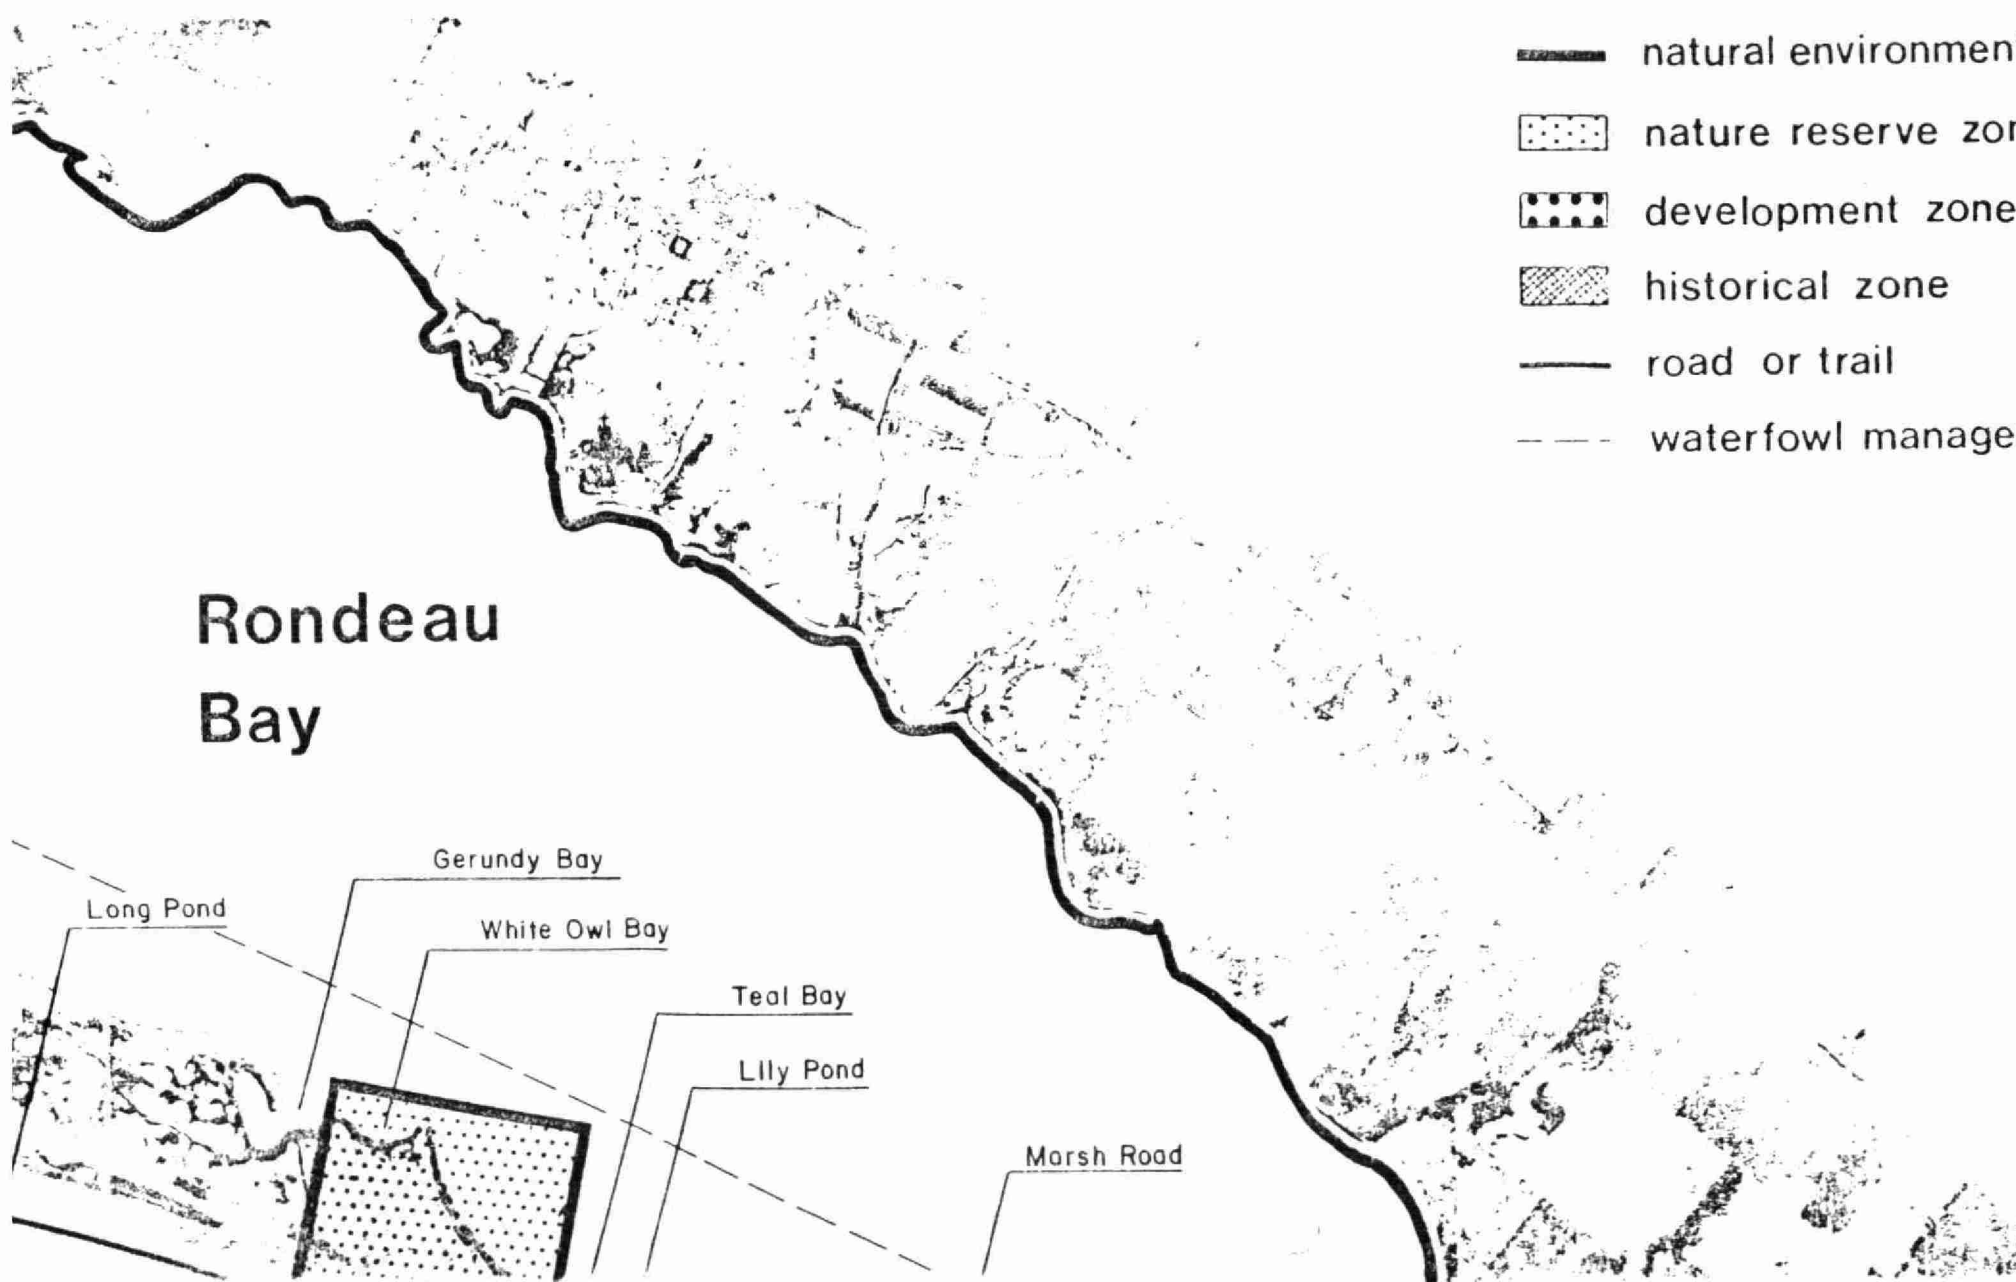 natural environmen
nature reserve zor
development zone
historical zone
road or trail
waterfowl manage
Rondeau
Bay
Gerundy Bay
Long Pond
White Owl Bay
Teal Bay
Lily Pond
Marsh Road